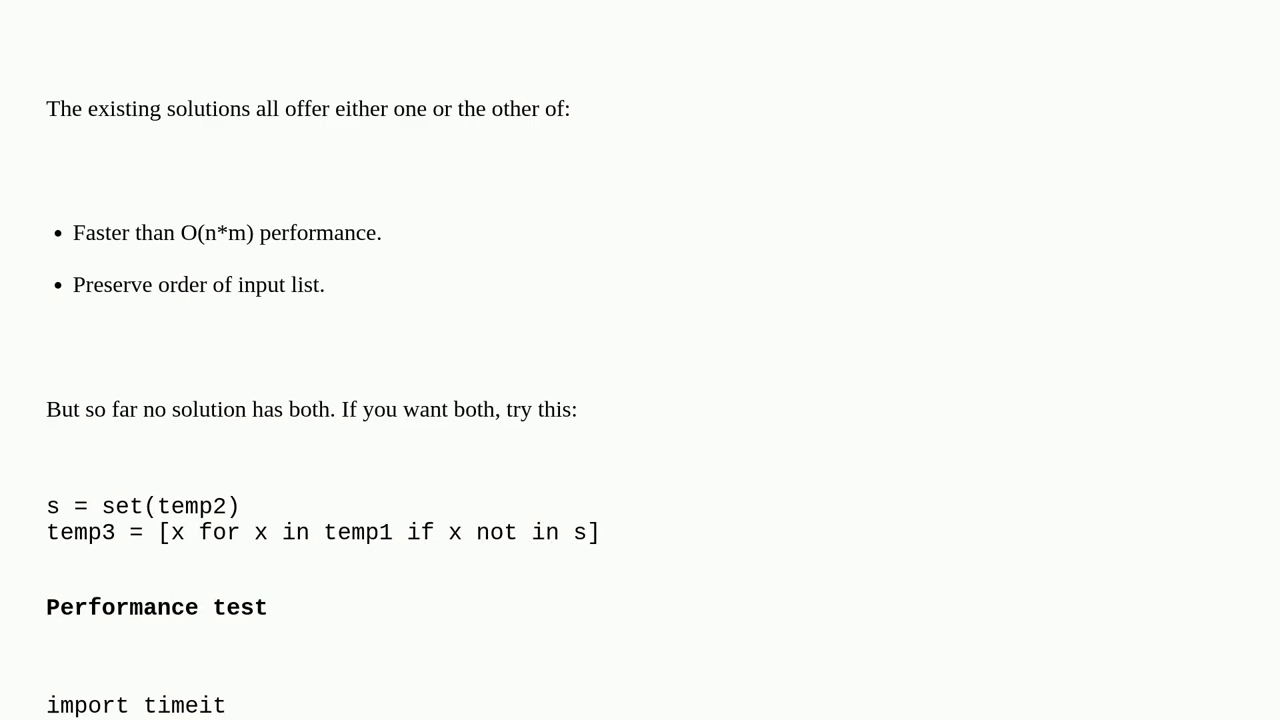 The existing solutions all offer either one or the other of:
• Faster than O(n*m) performance.
• Preserve order of input list.
But so far no solution has both. If you want both, try this:
s = set(temp2)
temp3 = [x for x in temp1 if x not in s]
Performance test
import timeit